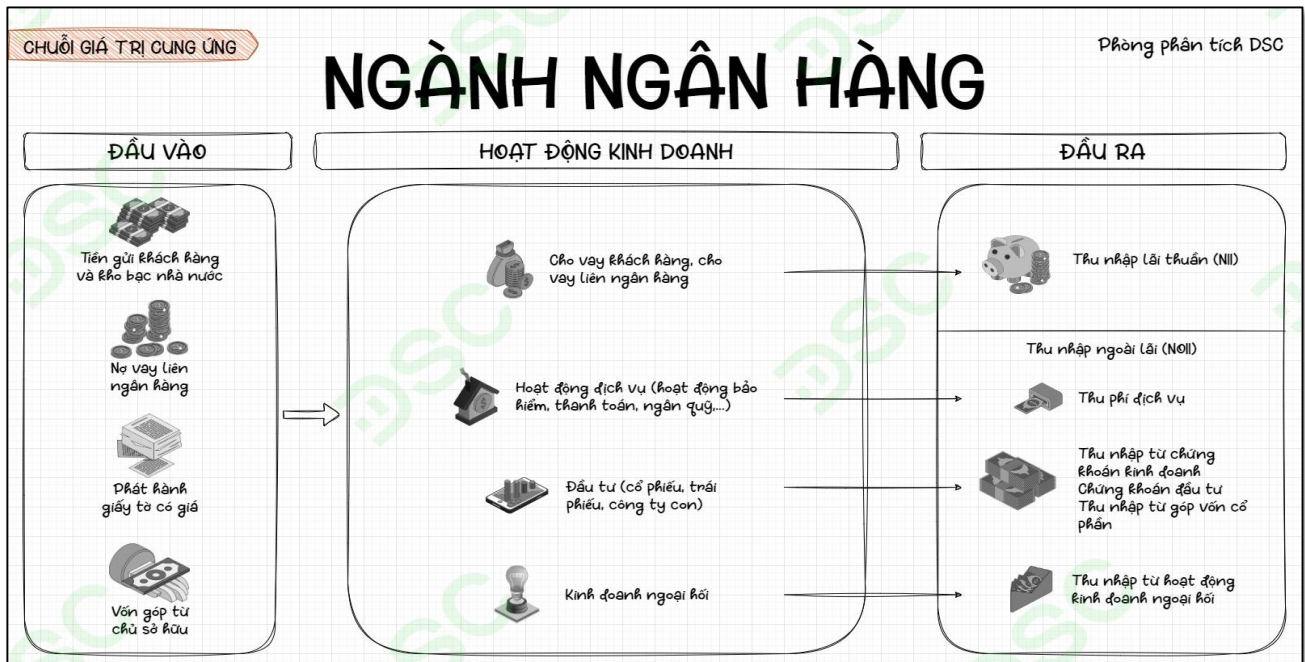 CHUỖI GIÁ TRỊ CUNG ỨNG
Phòng phân tích DSC
NGÀNH NGÂN HÀNG
ĐẦU VÀO
HOẠT ĐỘNG KINH DOANH
ĐẦU RA
Tiền gửi khách hàng
và kho bạc nhà nước
Nợ vay liên
ngân hàng
Phát hành
giấy tờ có giá
Vốn góp từ
chủ sở hữu
Cho vay khách hàng, cho
vay liên ngân hàng
Hoạt động dịch vụ (hoạt động bảo
hiểm, thanh toán, ngân quỹ,...)
Đầu tư (cổ phiếu, trái
phiếu, công ty con)
Kinh doanh ngoại hối
Thu nhập lãi thuần (NII)
Thu nhập ngoài lãi (NOII)
Thu phí dịch vụ
Thu nhập từ chứng
khoán kinh doanh
Chứng khoán đầu tư
Thu nhập từ góp vốn cổ
phần
Thu nhập từ hoạt động
kinh doanh ngoại hối
DSC
DSC
DSC
DSC
DSC
DSC